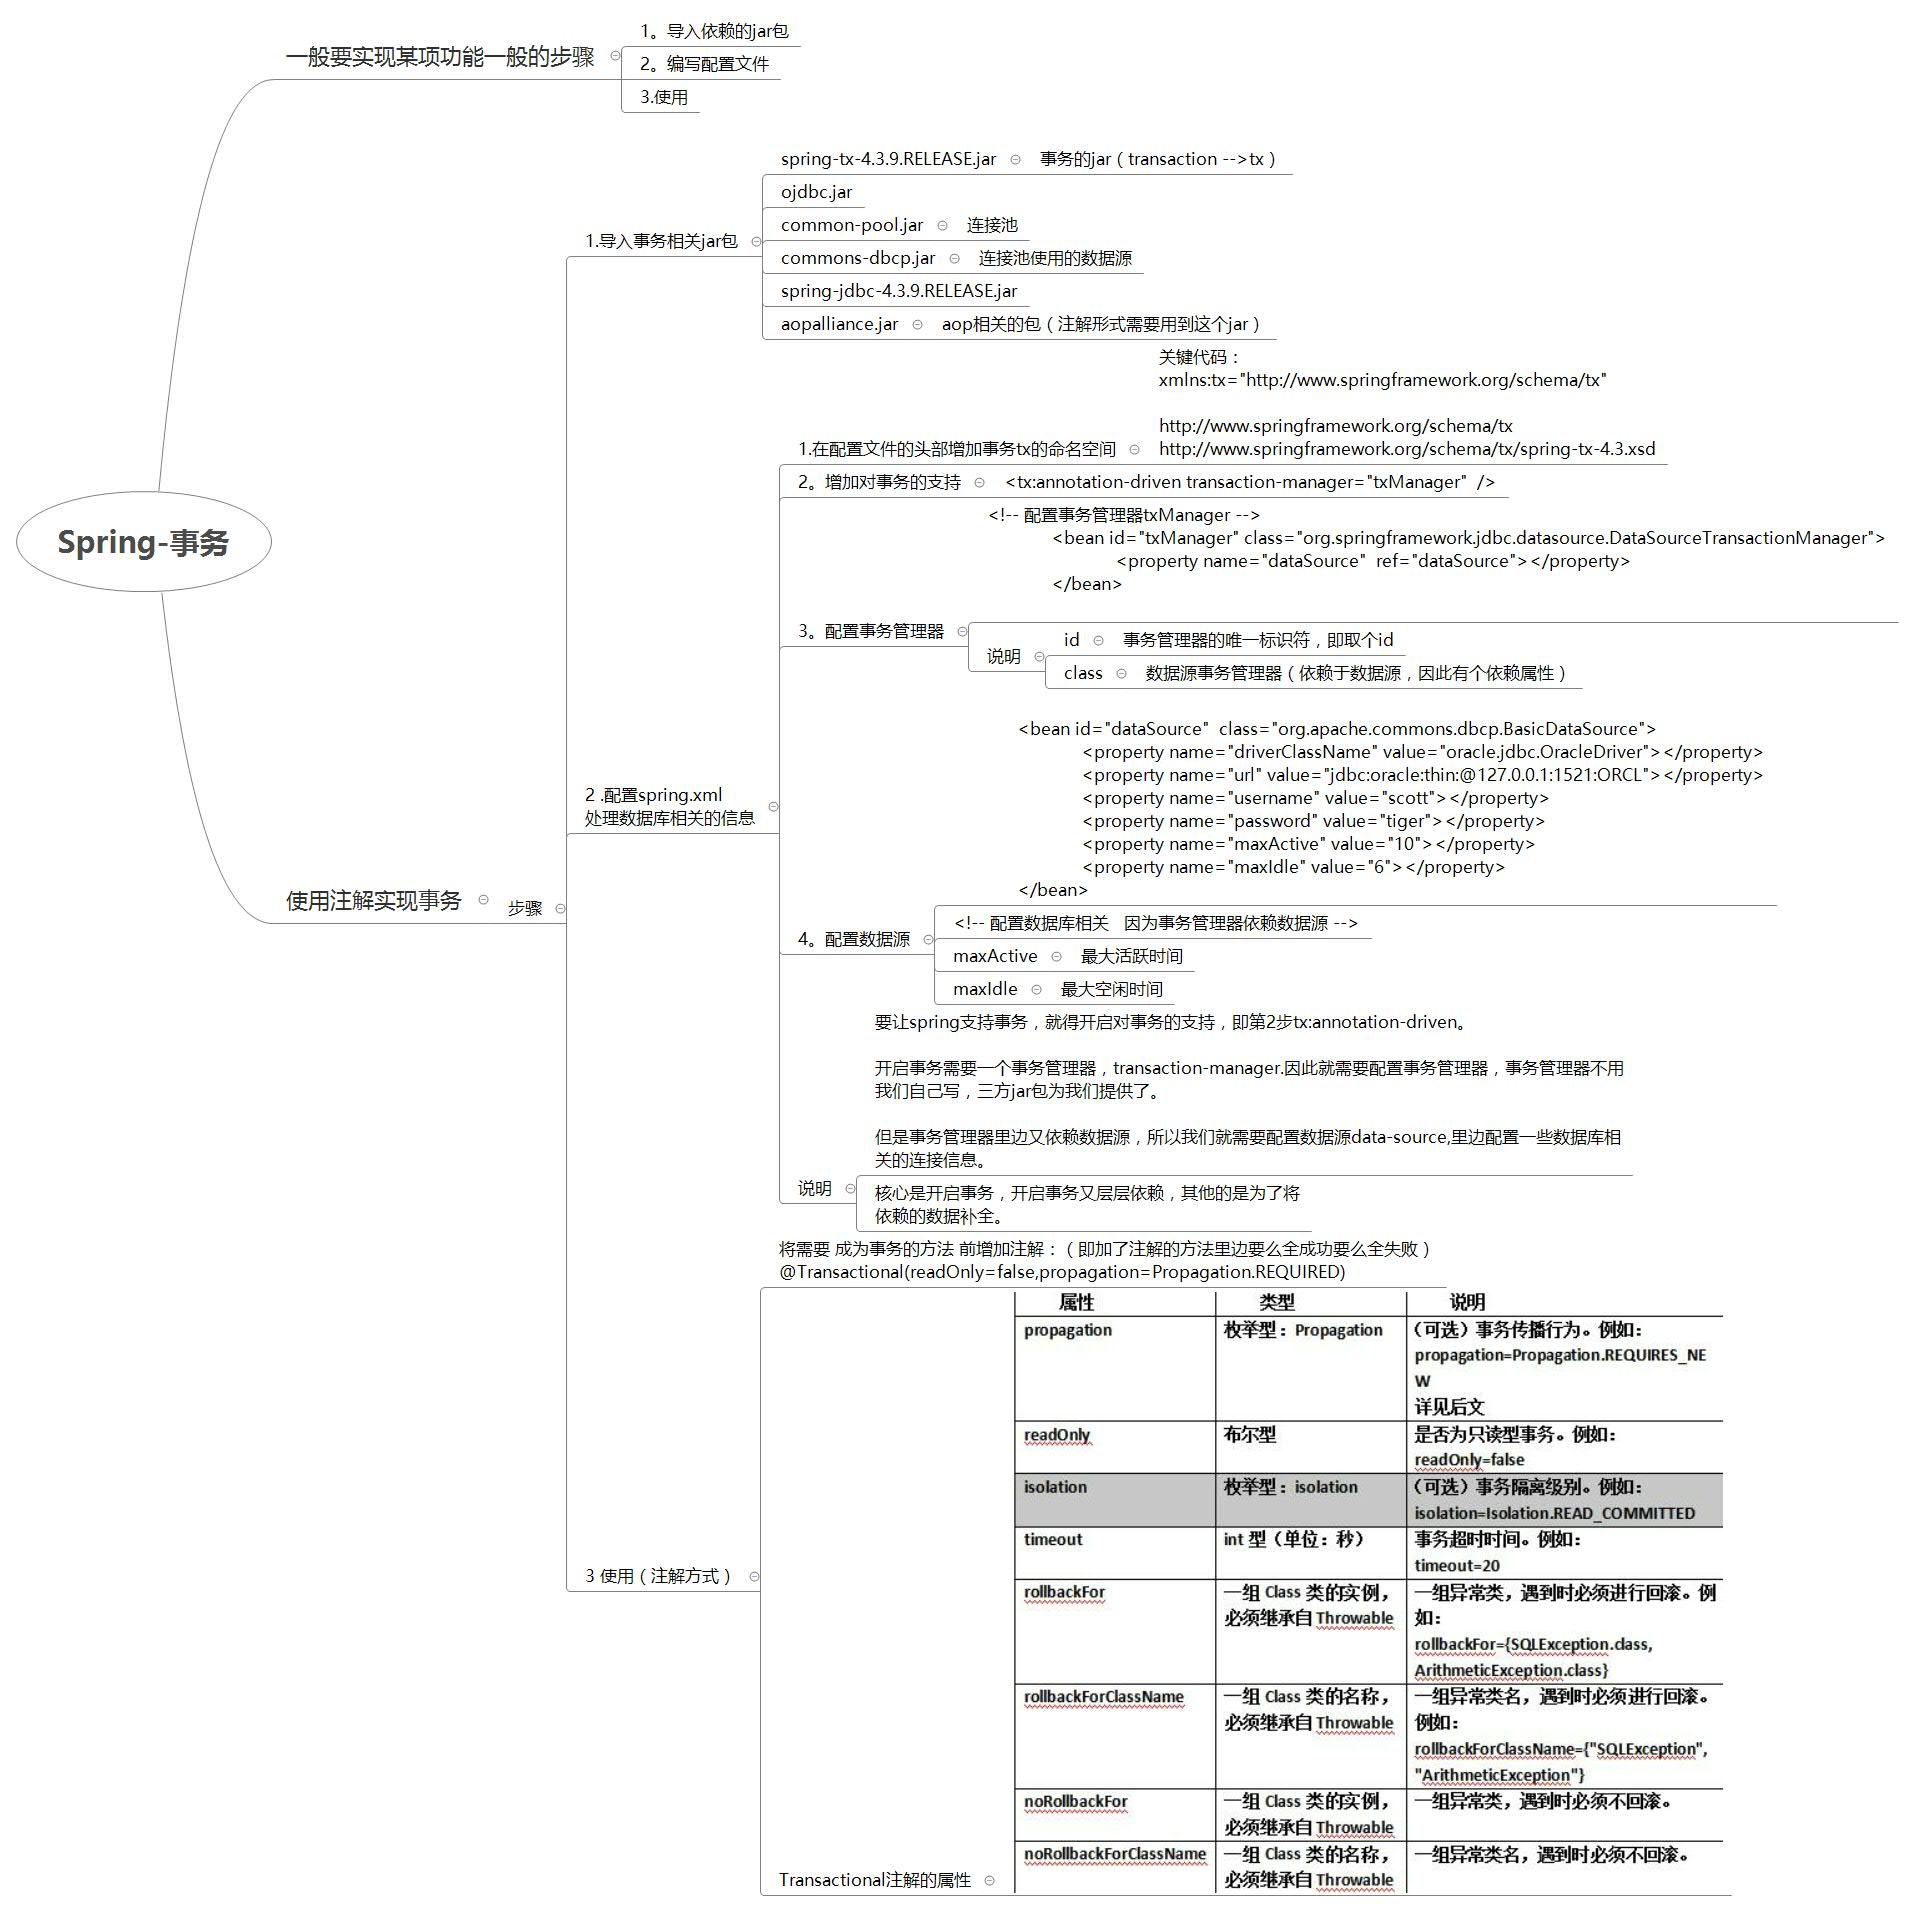 Spring-事务
一般要实现某项功能一般的步骤
1。导入依赖的jar包
2。编写配置文件
3.使用
使用注解实现事务
步骤
1.导入事务相关jar包
spring-tx-4.3.9.RELEASE.jar
事务的jar（transaction -->tx）
ojdbc.jar
common-pool.jar
连接池
commons-dbcp.jar
连接池使用的数据源
spring-jdbc-4.3.9.RELEASE.jar
aopalliance.jar
aop相关的包（注解形式需要用到这个jar）
2 .配置spring.xml
处理数据库相关的信息
1.在配置文件的头部增加事务tx的命名空间
关键代码：
xmlns:tx="http://www.springframework.org/schema/tx"
http://www.springframework.org/schema/tx
http://www.springframework.org/schema/tx/spring-tx-4.3.xsd
2。增加对事务的支持
<tx:annotation-driven transaction-manager="txManager" />
3。配置事务管理器
<!-- 配置事务管理器txManager -->
<bean id="txManager" class="org.springframework.jdbc.datasource.DataSourceTransactionManager">
<property name="dataSource"  ref="dataSource"></property>
</bean>
说明
id
事务管理器的唯一标识符，即取个id
class
数据源事务管理器（依赖于数据源，因此有个依赖属性）
4。配置数据源
<bean id="dataSource"  class="org.apache.commons.dbcp.BasicDataSource">
<property name="driverClassName" value="oracle.jdbc.OracleDriver"></property>
<property name="url" value="jdbc:oracle:thin:@127.0.0.1:1521:ORCL"></property>
<property name="username" value="scott"></property>
<property name="password" value="tiger"></property>
<property name="maxActive" value="10"></property>
<property name="maxIdle" value="6"></property>
</bean>
<!-- 配置数据库相关   因为事务管理器依赖数据源 -->
maxActive
最大活跃时间
maxIdle
最大空闲时间
说明
要让spring支持事务，就得开启对事务的支持，即第2步tx:annotation-driven。
开启事务需要一个事务管理器，transaction-manager.因此就需要配置事务管理器，事务管理器不用
我们自己写，三方jar包为我们提供了。
但是事务管理器里边又依赖数据源，所以我们就需要配置数据源data-source,里边配置一些数据库相
关的连接信息。
核心是开启事务，开启事务又层层依赖，其他的是为了将
依赖的数据补全。
3 使用（注解方式）
将需要 成为事务的方法 前增加注解：（即加了注解的方法里边要么全成功要么全失败）
@Transactional(readOnly=false,propagation=Propagation.REQUIRED)
Transactional注解的属性
属性 类型 说明
propagation 枚举型：Propagation （可选）事务传播行为。例如：
propagation=Propagation.REQUIRES_NE
W
详见后文
readOnly 布尔型 是否为只读型事务。例如：
readOnly=false
isolation 枚举型：isolation （可选）事务隔离级别。例如：
isolation=Isolation.READ_COMMITTED
timeout int 型（单位：秒） 事务超时时间。例如：
timeout=20
rollbackFor 一组 Class 类的实例， 一组异常类，遇到时必须进行回滚。例
必须继承自 Throwable 如：
rollbackFor={SQLException.class,
ArithmeticException.class}
rollbackForClassName 一组 Class 类的名称， 一组异常类名，遇到时必须进行回滚。
必须继承自 Throwable 例如：
rollbackForClassName={"SQLException",
"ArithmeticException"}
noRollbackFor 一组 Class 类的实例， 一组异常类，遇到时必须不回滚。
必须继承自 Throwable
noRollbackForClassName 一组 Class 类的名称， 一组异常类名，遇到时必须不回滚。
必须继承自 Throwable